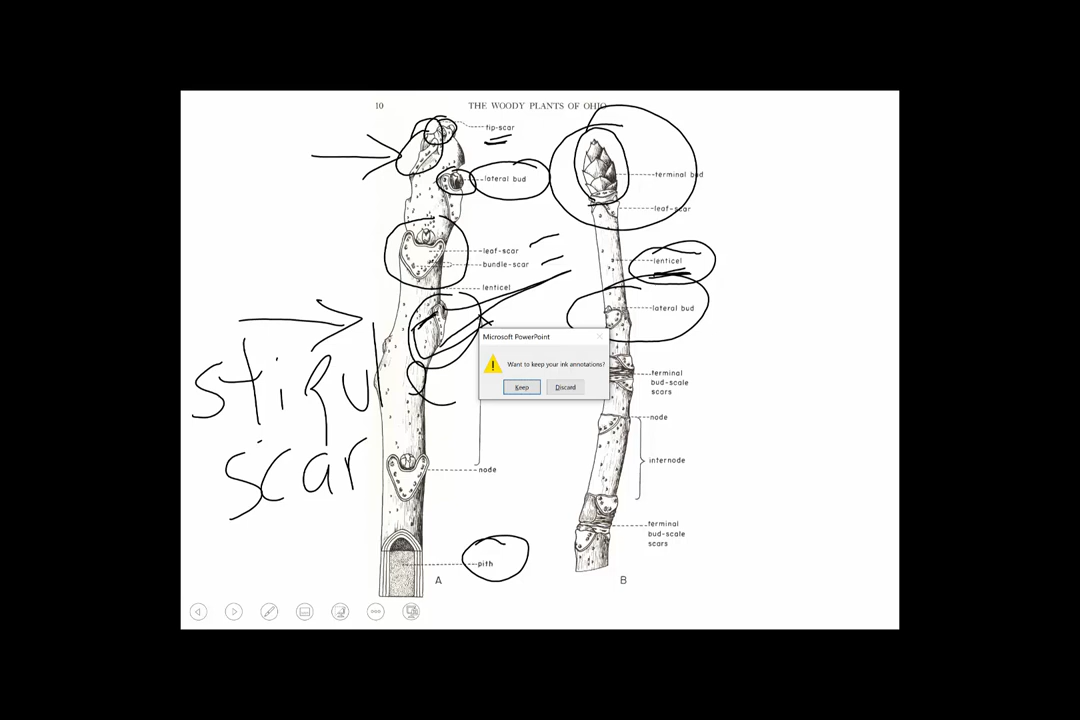 10 THE WOODY PLANTS OF OHIO
tip-scar
lateral bud
leaf-scar
bundle-scar
lenticel
node
pith
A
terminal bud
leaf-scar
lenticel
lateral bud
terminal
bud-scale
scars
node
internode
terminal
bud-scale
scars
B
stipule
scar
Microsoft PowerPoint
Want to keep your ink annotations?
Keep
Discard